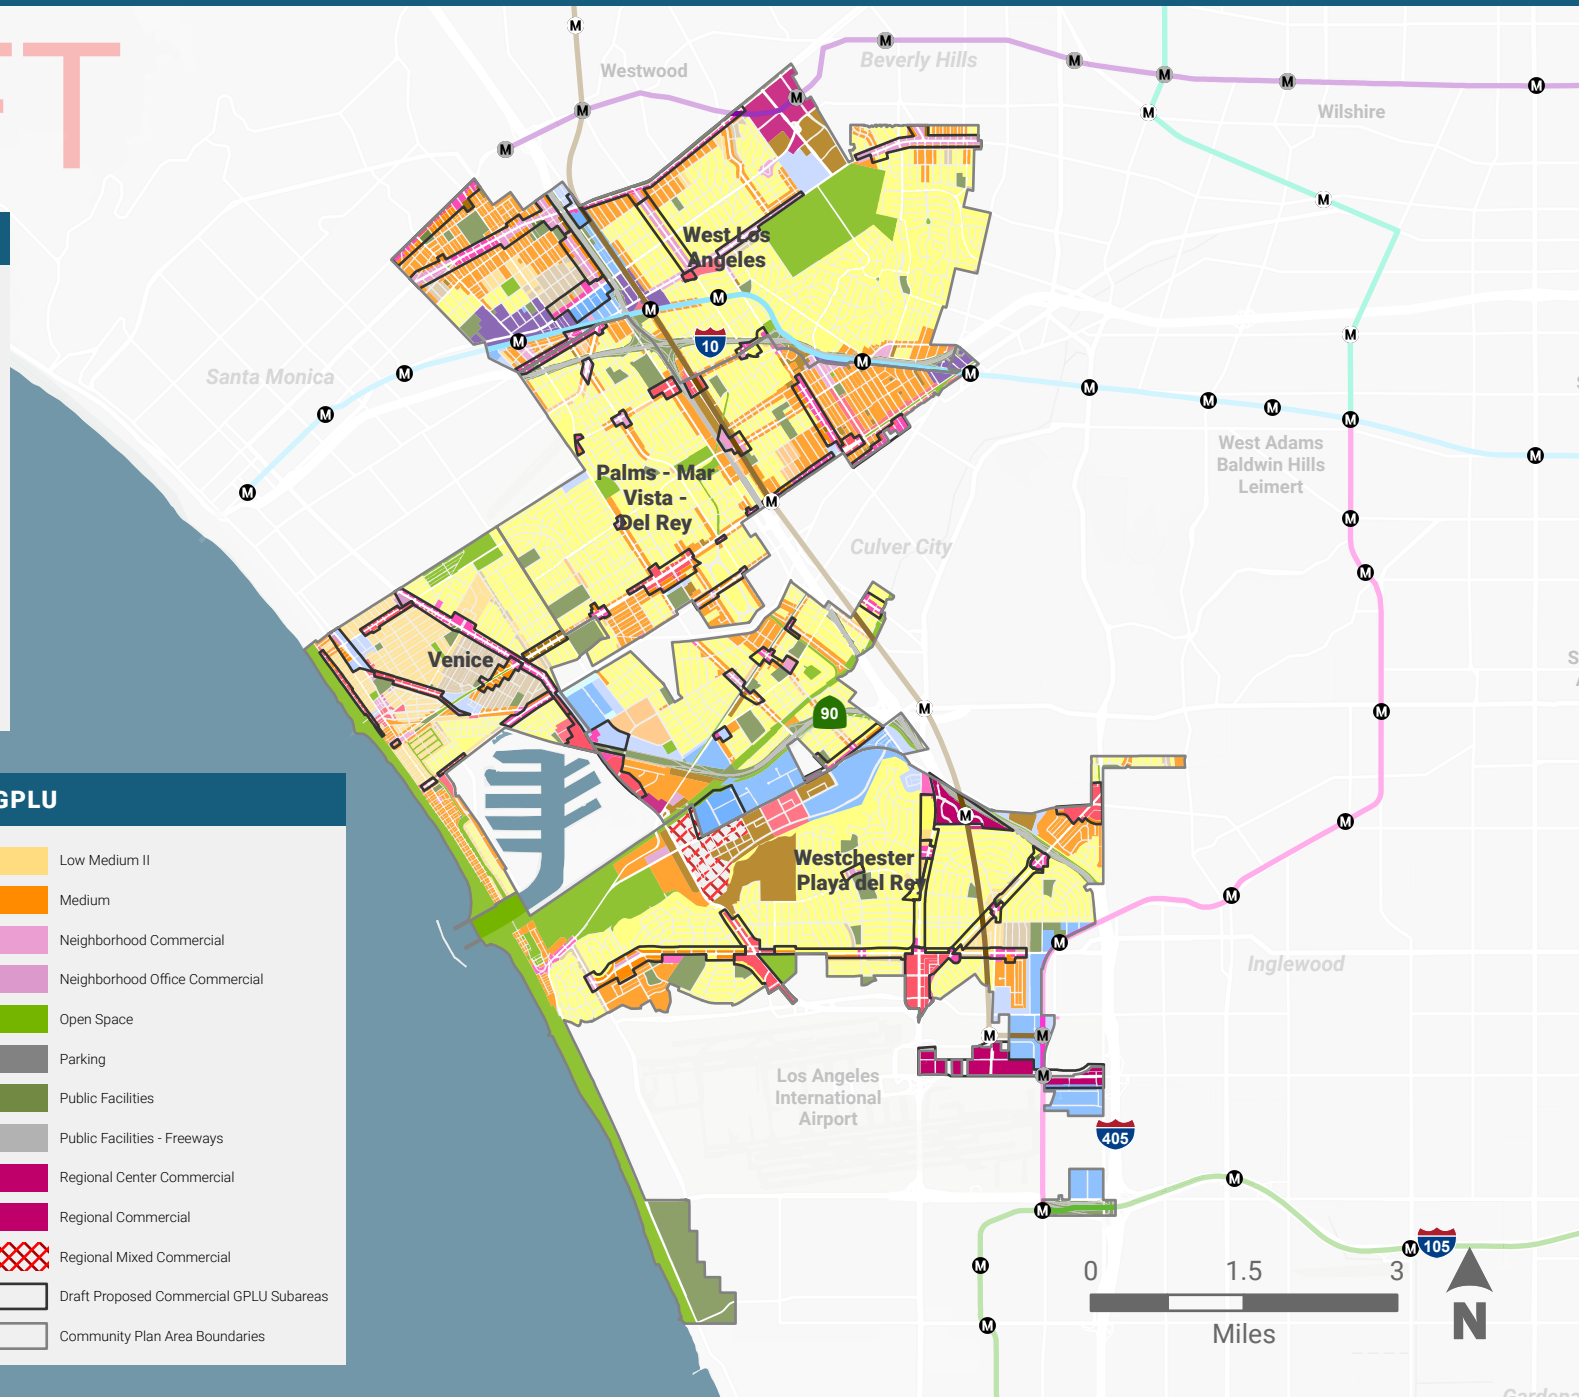 FT
Westwood
Beverly Hills
Wilshire
West Los
Angeles
10
Santa Monica
West Adams
Baldwin Hills
Leimert
Palms - Mar
Vista -
Del Rey
Culver City
Venice
90
GPLU
Low Medium II
Medium
Neighborhood Commercial
Neighborhood Office Commercial
Open Space
Parking
Public Facilities
Public Facilities - Freeways
Regional Center Commercial
Regional Commercial
Regional Mixed Commercial
Draft Proposed Commercial GPLU Subareas
Community Plan Area Boundaries
Westchester
Playa del Rey
Inglewood
Los Angeles
International
Airport
405
105
0 1.5 3
Miles
N